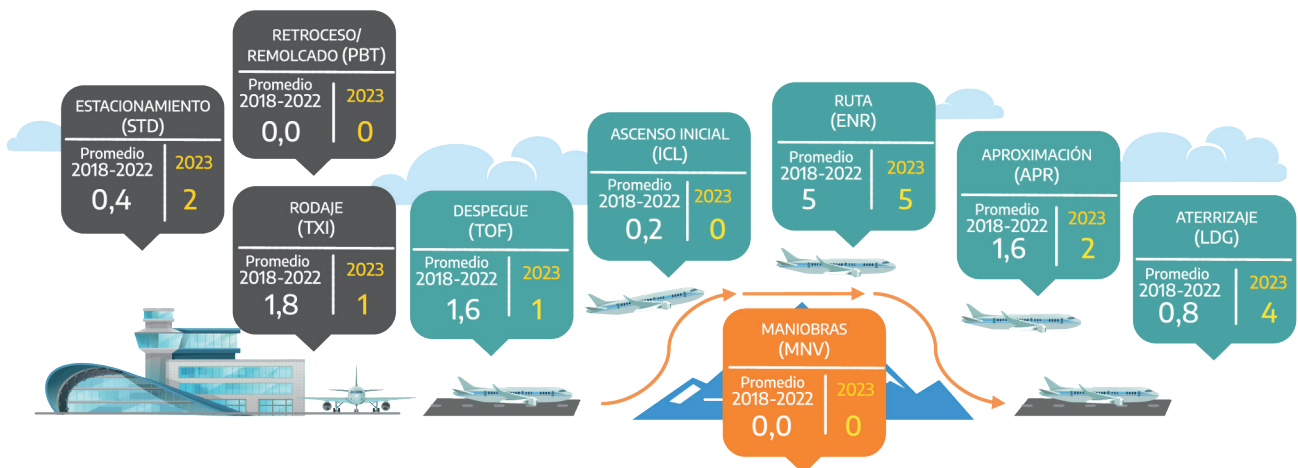 ESTACIONAMIENTO
(STD)
Promedio
2018-2022
2023
0,4
2
RETROCESO/
REMOLCADO (PBT)
Promedio
2018-2022
2023
0,0
0
RODAJE
(TXI)
Promedio
2018-2022
2023
1,8
1
DESPEGUE
(TOF)
Promedio
2018-2022
2023
1,6
1
ASCENSO INICIAL
(ICL)
Promedio
2018-2022
2023
0,2
0
RUTA
(ENR)
Promedio
2018-2022
2023
5
5
MANIOBRAS
(MNV)
Promedio
2018-2022
2023
0,0
0
APROXIMACIÓN
(APR)
Promedio
2018-2022
2023
1,6
2
ATERRIZAJE
(LDG)
Promedio
2018-2022
2023
0,8
4